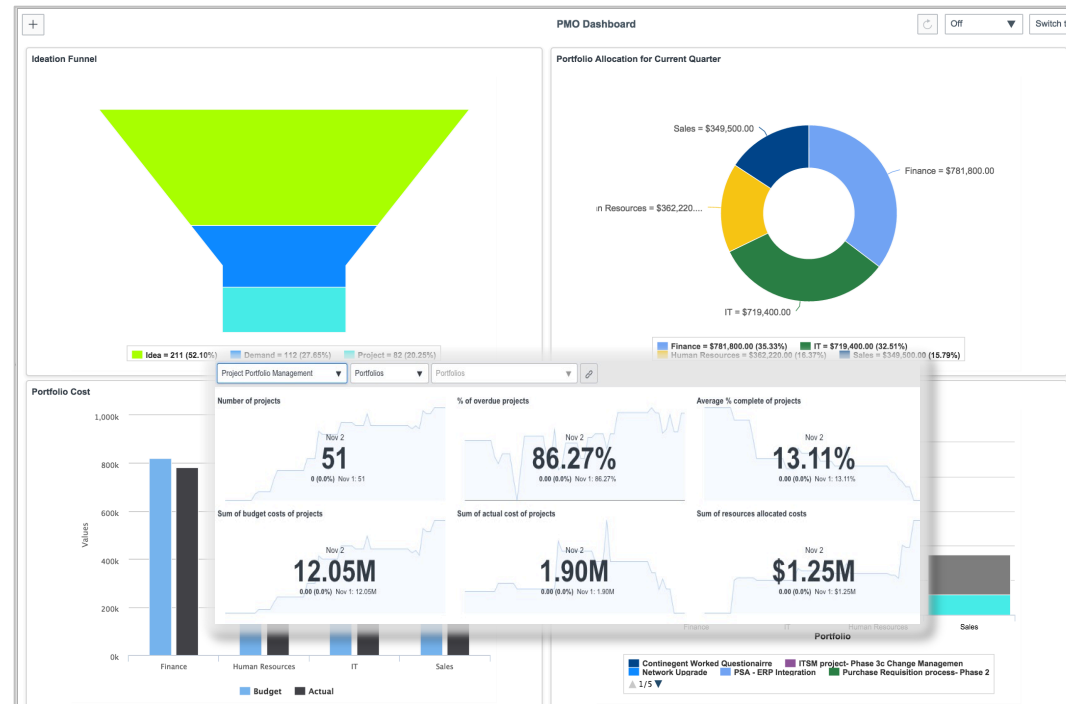 +
PMO Dashboard
Off
Switch t
Ideation Funnel
Idea = 211 (52.10%) Demand = 112 (27.65%) Project = 82 (20.25%)
Portfolio Allocation for Current Quarter
Sales = $349,500.00
Finance = $781,800.00
n Resources = $362,220....
IT = $719,400.00
Finance = $781,800.00 (35.33%) IT = $719,400.00 (32.51%)
Human Resources = $362,220.00 (16.37%) Sales = $349,500.00 (15.79%)
Project Portfolio Management Portfolios Portfolios
Number of projects
Nov 2
51
0 (0.0%) Nov 1: 51
% of overdue projects
Nov 2
86.27%
0.00 (0.0%) Nov 1: 86.27%
Average % complete of projects
Nov 2
13.11%
0.00 (0.0%) Nov 1: 13.11%
Sum of budget costs of projects
Nov 2
12.05M
0.00 (0.0%) Nov 1: 12.05M
Sum of actual cost of projects
Nov 2
1.90M
0.00 (0.0%) Nov 1: 1.90M
Sum of resources allocated costs
Nov 2
$1.25M
0.00 (0.0%) Nov 1: $1.25M
Portfolio Cost
Values
1,000k
800k
600k
400k
200k
0k
Finance Human Resources IT Sales
Budget Actual
Finance IT Human Resources Sales
Portfolio
Continegent Worked Questionairre ITSM project- Phase 3c Change Managemen
Network Upgrade PSA - ERP Integration Purchase Requisition process- Phase 2
1/5